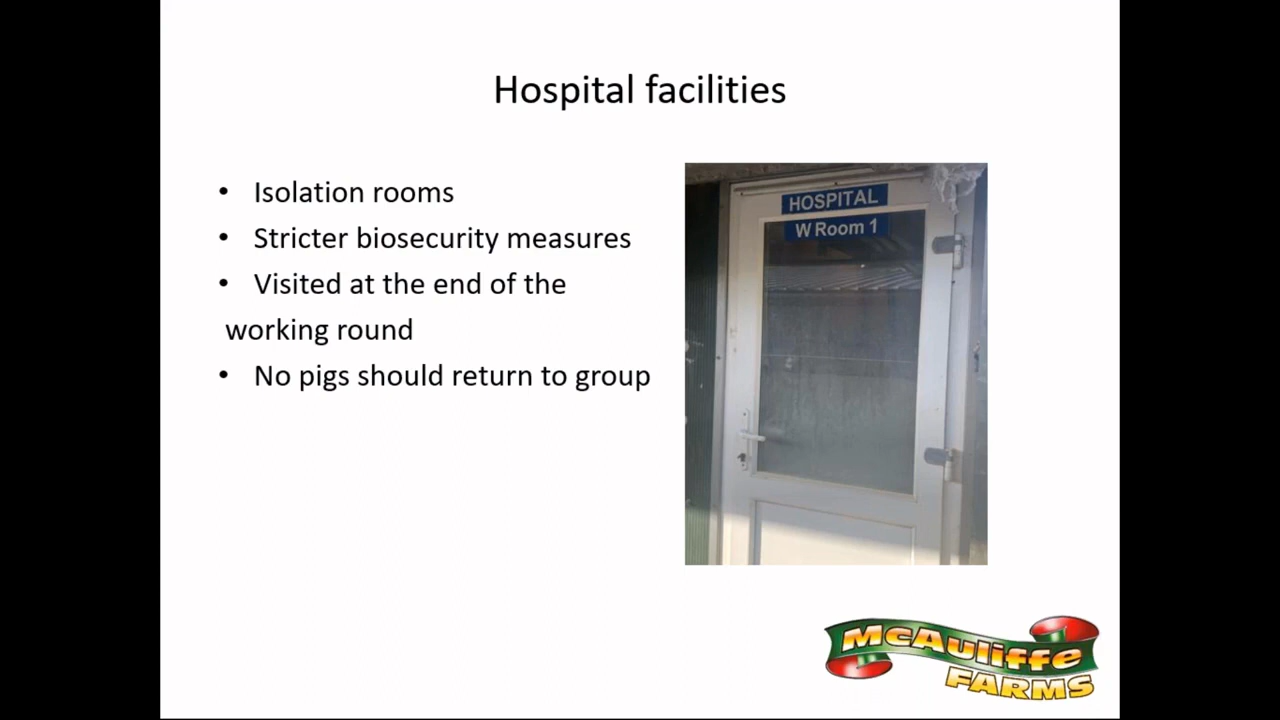 Hospital facilities
• Isolation rooms
• Stricter biosecurity measures
• Visited at the end of the
working round
• No pigs should return to group
HOSPITAL
W Room 1
McAuliffe
FARMS